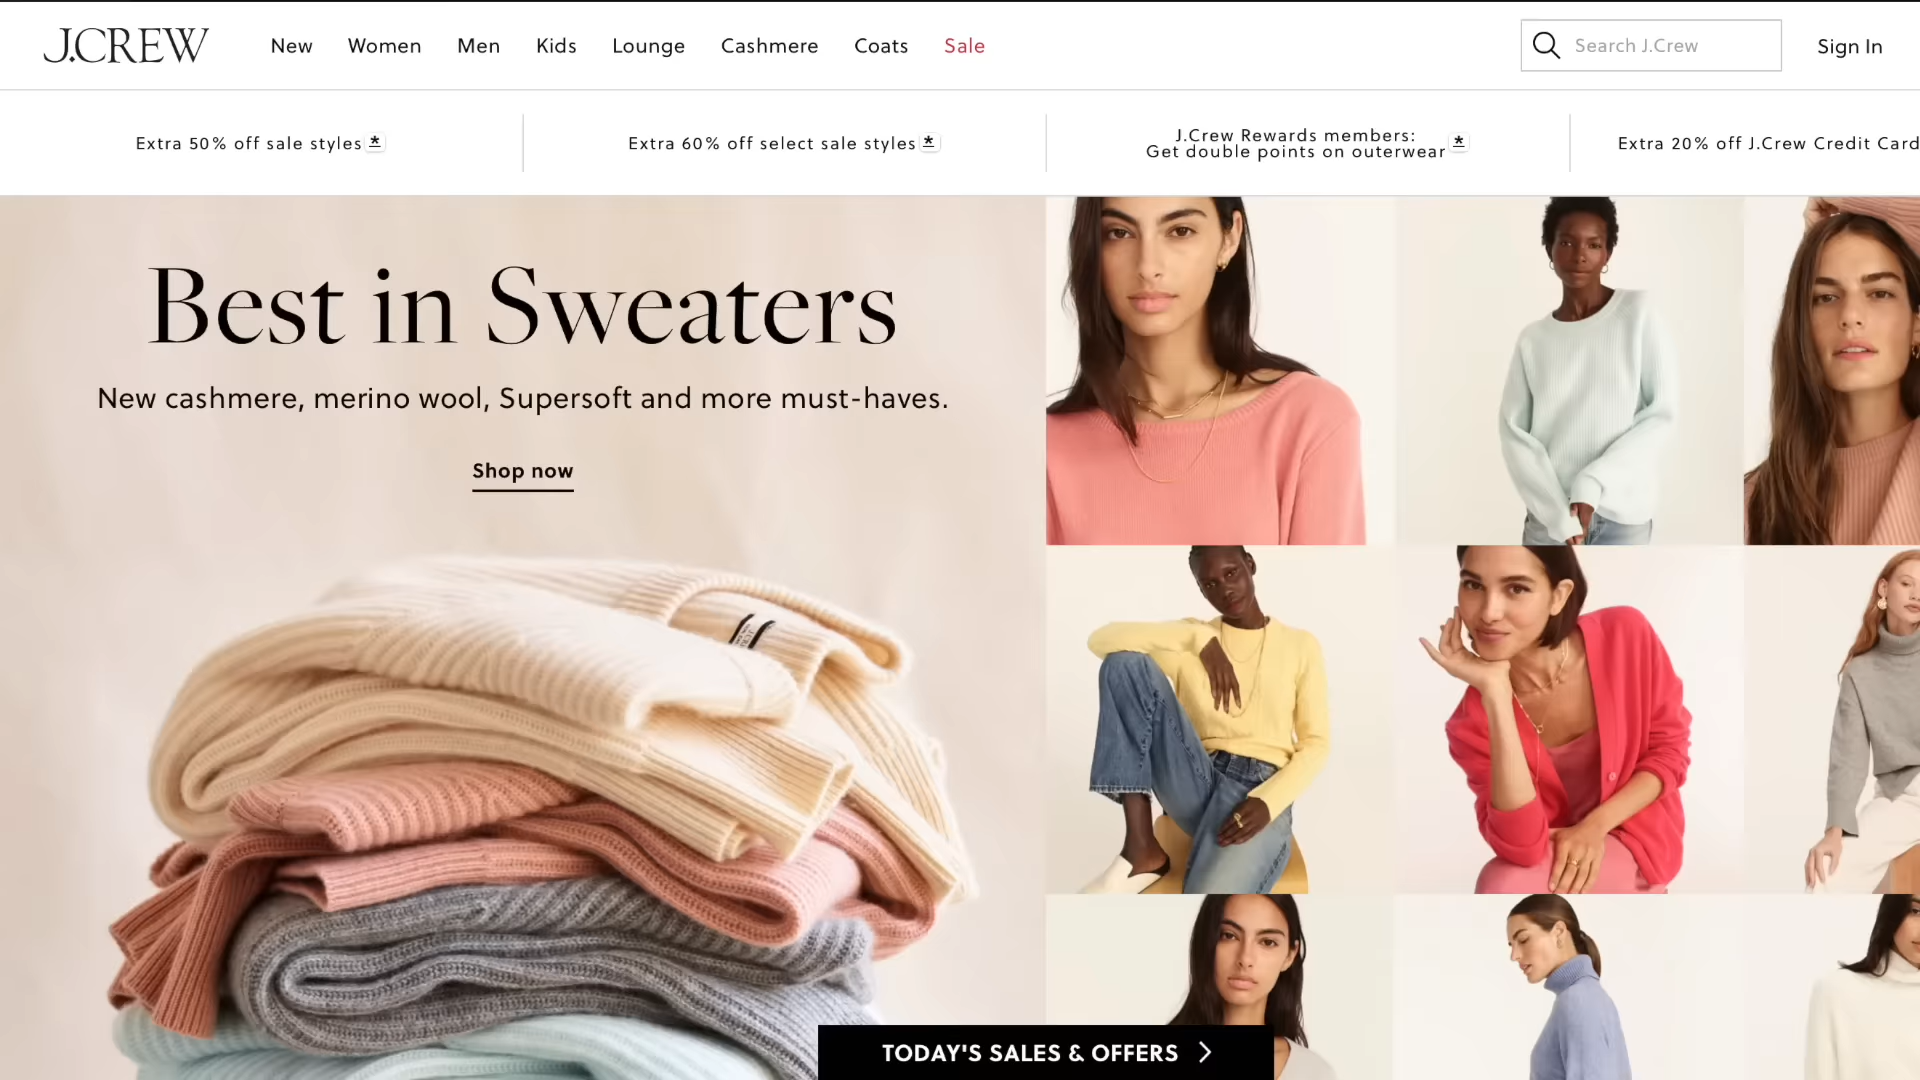 J.CREW
New
Women
Men
Kids
Lounge
Cashmere
Coats
Sale
Search J.Crew
Sign In
Extra 50% off sale styles*
Extra 60% off select sale styles*
J.Crew Rewards members:
Get double points on outerwear*
Extra 20% off J.Crew Credit Card
Best in Sweaters
New cashmere, merino wool, Supersoft and more must-haves.
Shop now
TODAY'S SALES & OFFERS